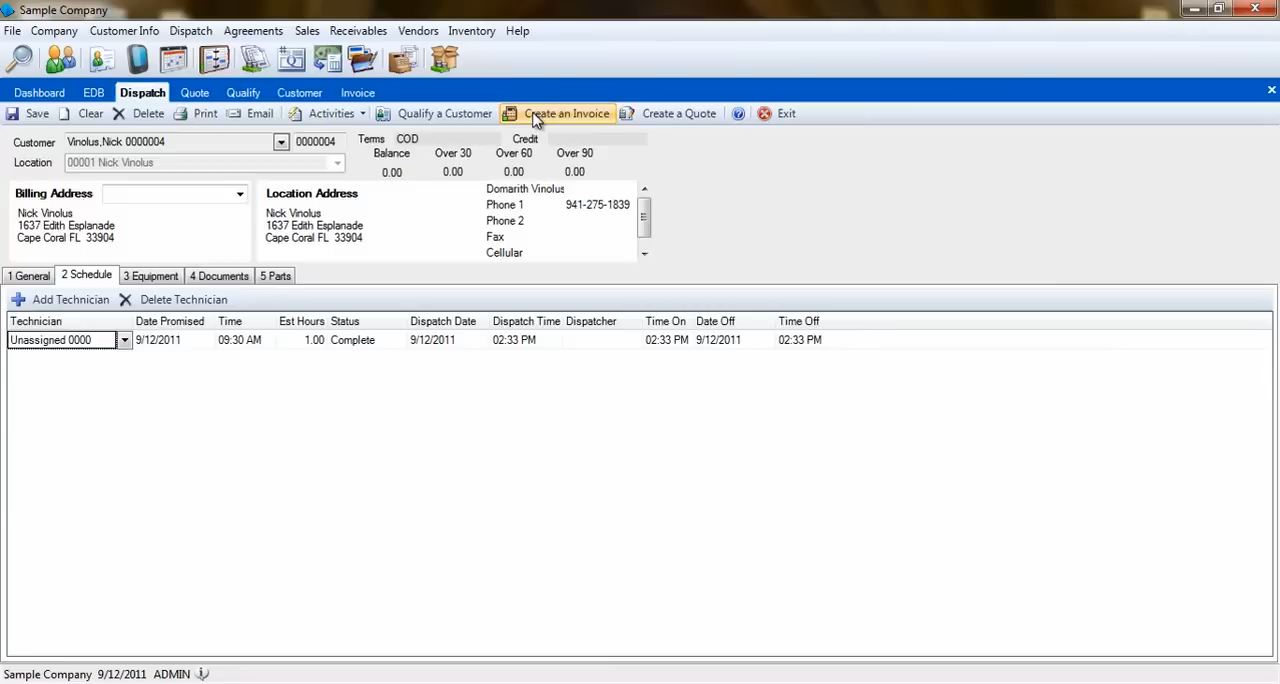 Sample Company
File Company Customer Info Dispatch Agreements Sales Receivables Vendors Inventory Help
Dashboard EDB Dispatch Quote Qualify Customer Invoice
Save Clear Delete Print Email Activities Qualify a Customer Create an Invoice Create a Quote Exit
Customer Vinolus,Nick 0000004 0000004 Terms COD Credit
Balance Over 30 Over 60 Over 90
Location 00001 Nick Vinolus
0.00 0.00 0.00 0.00
Billing Address Location Address Domarith Vinolus
Nick Vinolus Nick Vinolus Phone 1 941-275-1839
1637 Edith Esplanade 1637 Edith Esplanade Phone 2
Cape Coral FL 33904 Cape Coral FL 33904 Fax
Cellular
1 General 2 Schedule 3 Equipment 4 Documents 5 Parts
Add Technician Delete Technician
Technician Date Promised Time Est Hours Status Dispatch Date Dispatch Time Dispatcher Time On Date Off Time Off
Unassigned 0000 9/12/2011 09:30 AM 1.00 Complete 9/12/2011 02:33 PM 02:33 PM 9/12/2011 02:33 PM
Sample Company 9/12/2011 ADMIN